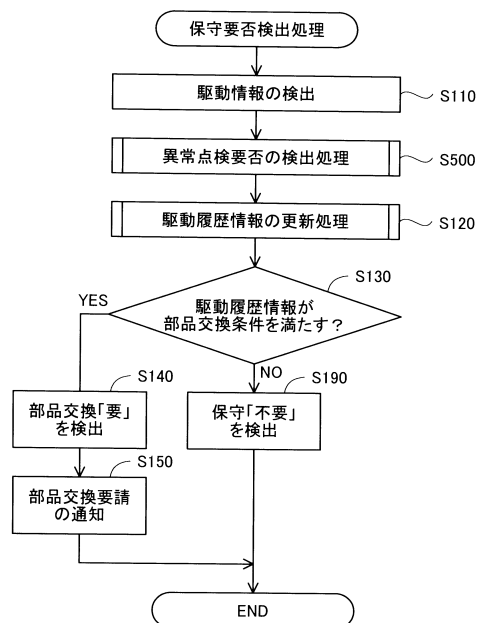 保守要否検出処理
駆動情報の検出
S110
異常点検要否の検出処理
S500
駆動履歴情報の更新処理
S120
S130
YES
駆動履歴情報が
部品交換条件を満たす？
NO
S140
部品交換「要」
を検出
S190
保守「不要」
を検出
S150
部品交換要請
の通知
END